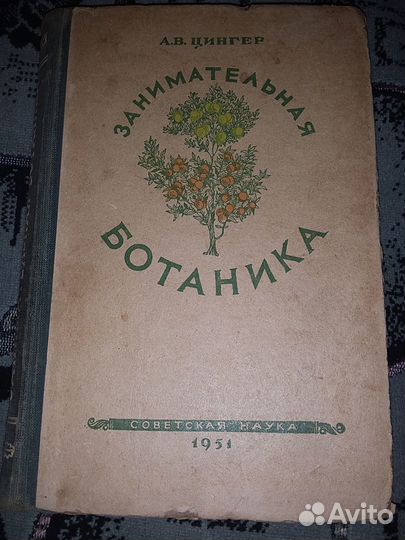 А.В. ЦИНГЕР
ЗАНИМАТЕЛЬНАЯ
БОТАНИКА
СОВЕТСКАЯ НАУКА
1951
Avito